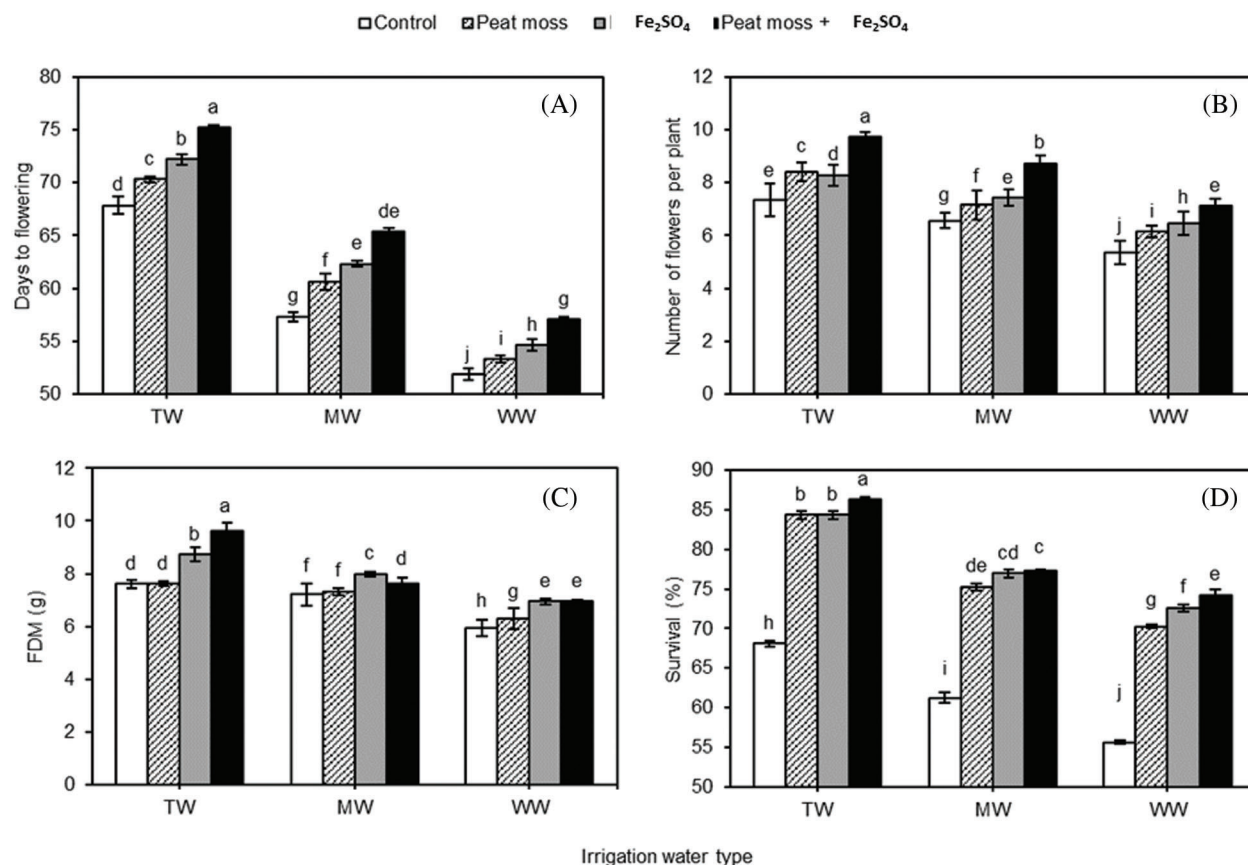 Control Peat moss Fe₂SO₄ Peat moss + Fe₂SO₄
(A)
Days to flowering
80
75
70
65
60
55
50
d c b a
g f e de
j i h g
TW MW WW
(B)
Number of flowers per plant
12
10
8
6
4
2
0
e c d a
g f e b
j i h e
TW MW WW
(C)
FDM (g)
12
10
8
6
4
2
0
d d b a
f f c d
h g e e
TW MW WW
(D)
Survival (%)
90
85
80
75
70
65
60
55
50
h b b a
i de cd c
j g f e
TW MW WW
Irrigation water type